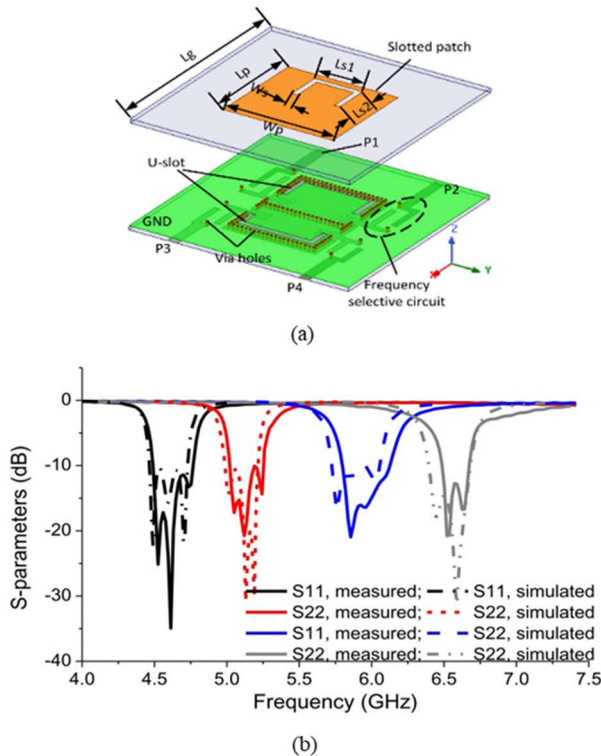 Lg
Lp
Ls1
Slotted patch
Ws
Ls2
Wp
P1
U-slot
P2
GND
Z
P3
Via holes
X
Y
P4
Frequency
selective circuit
(a)
S-parameters (dB)
0
-10
-20
-30
-40
S11, measured; S11, simulated
S22, measured; S22, simulated
S11, measured; S22, simulated
S22, measured; S22, simulated
4.0 4.5 5.0 5.5 6.0 6.5 7.0 7.5
Frequency (GHz)
(b)